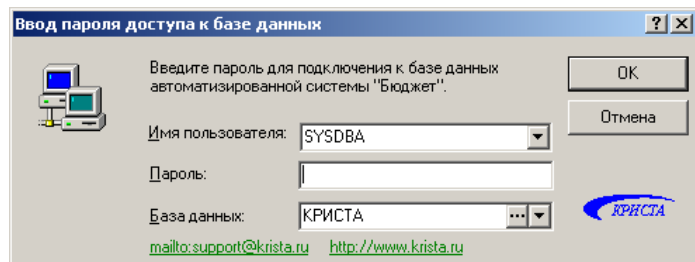 Ввод пароля доступа к базе данных
Введите пароль для подключения к базе данных
автоматизированной системы "Бюджет".
OK
Отмена
Имя пользователя: SYSDBA
Пароль:
База данных: КРИСТА
КРИСТА
mailto:support@krista.ru http://www.krista.ru